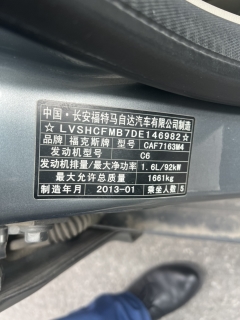 中国·长安福特马自达汽车有限公司制造
☆ LVSHCFMB7DE146982 ☆
品牌 福克斯牌 型号 CAF7163M4
发动机型号 C6
发动机排量/最大净功率 1.6L/92kW
最大允许总质量 1661kg
制造年月 2013-01 乘坐人数 5